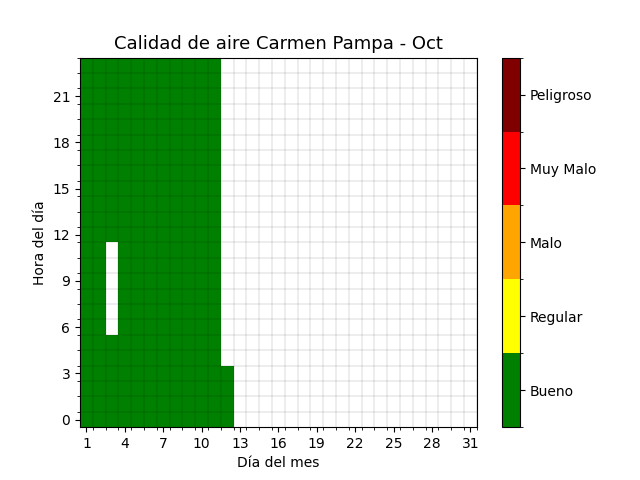 Calidad de aire Carmen Pampa - Oct
Hora del día
21
18
15
12
9
6
3
0
1 4 7 10 13 16 19 22 25 28 31
Día del mes
Peligroso
Muy Malo
Malo
Regular
Bueno